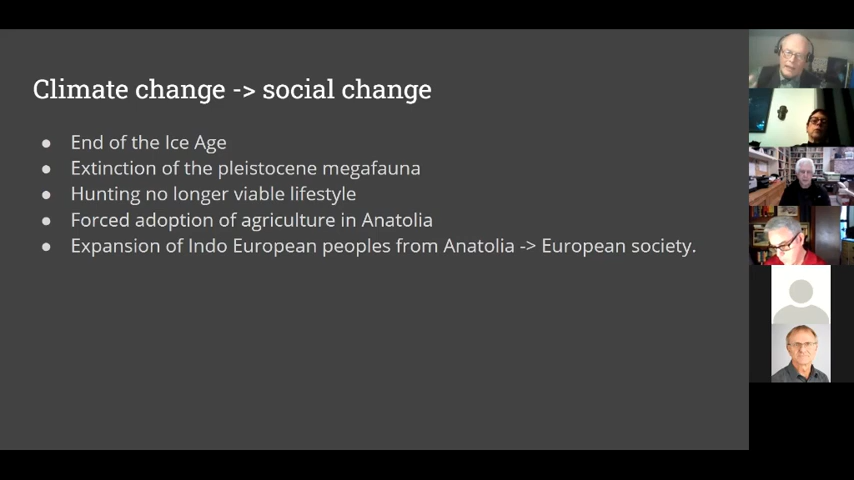 Climate change -> social change
● End of the Ice Age
● Extinction of the pleistocene megafauna
● Hunting no longer viable lifestyle
● Forced adoption of agriculture in Anatolia
● Expansion of Indo European peoples from Anatolia -> European society.